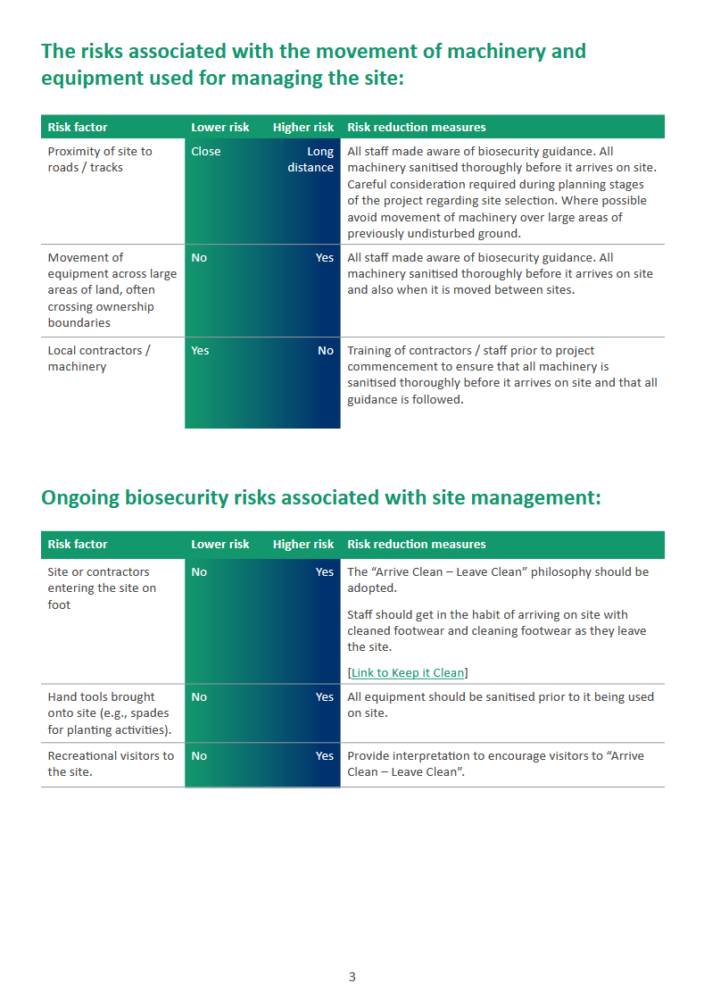 The risks associated with the movement of machinery and
equipment used for managing the site:
Risk factor Lower risk Higher risk Risk reduction measures
Proximity of site to
roads / tracks
Close
Long
distance
All staff made aware of biosecurity guidance. All
machinery sanitised thoroughly before it arrives on site.
Careful consideration required during planning stages
of the project regarding site selection. Where possible
avoid movement of machinery over large areas of
previously undisturbed ground.
Movement of
equipment across large
areas of land, often
crossing ownership
boundaries
No
Yes
All staff made aware of biosecurity guidance. All
machinery sanitised thoroughly before it arrives on site
and also when it is moved between sites.
Local contractors /
machinery
Yes
No
Training of contractors / staff prior to project
commencement to ensure that all machinery is
sanitised thoroughly before it arrives on site and that all
guidance is followed.
Ongoing biosecurity risks associated with site management:
Risk factor Lower risk Higher risk Risk reduction measures
Site or contractors
entering the site on
foot
No
Yes
The “Arrive Clean – Leave Clean” philosophy should be
adopted.
Staff should get in the habit of arriving on site with
cleaned footwear and cleaning footwear as they leave
the site.
[Link to Keep it Clean]
Hand tools brought
onto site (e.g., spades
for planting activities).
No
Yes
All equipment should be sanitised prior to it being used
on site.
Recreational visitors to
the site.
No
Yes
Provide interpretation to encourage visitors to “Arrive
Clean – Leave Clean”.
3